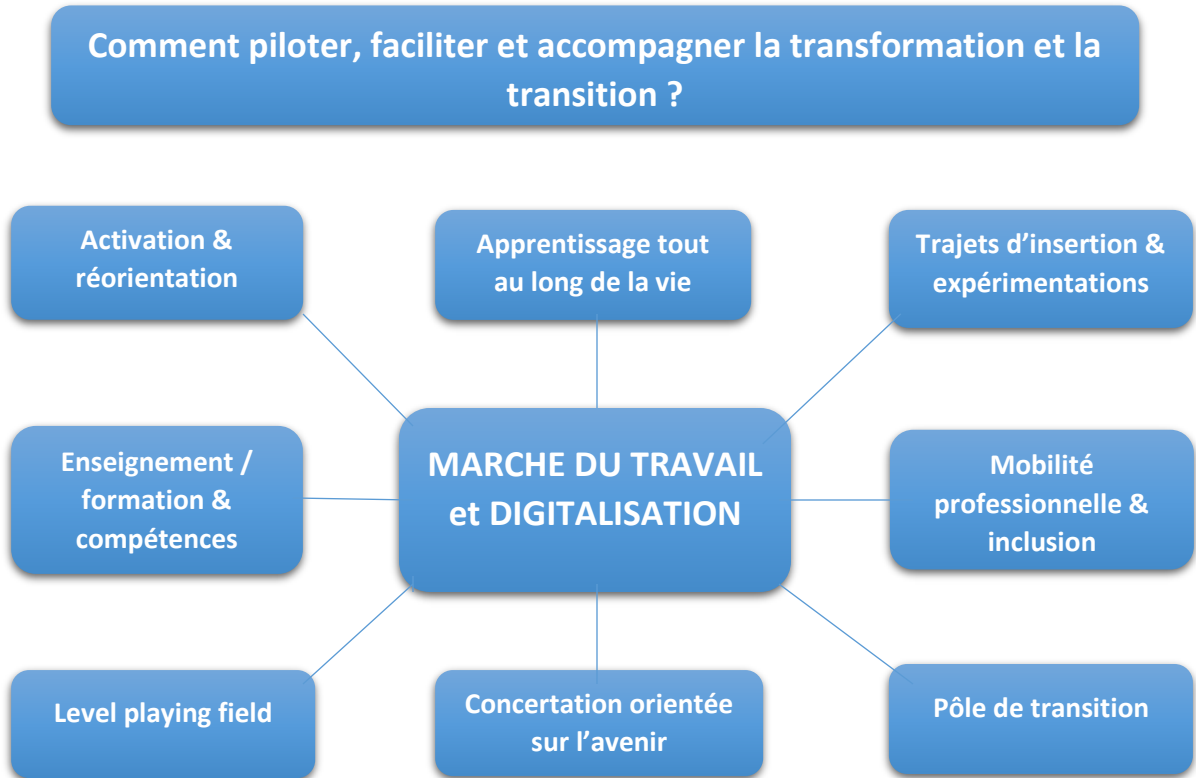 Comment piloter, faciliter et accompagner la transformation et la
transition ?
Activation &
réorientation
Apprentissage tout
au long de la vie
Trajets d’insertion &
expérimentations
Enseignement /
formation &
compétences
MARCHE DU TRAVAIL
et DIGITALISATION
Mobilité
professionnelle &
inclusion
Level playing field
Concertation orientée
sur l’avenir
Pôle de transition